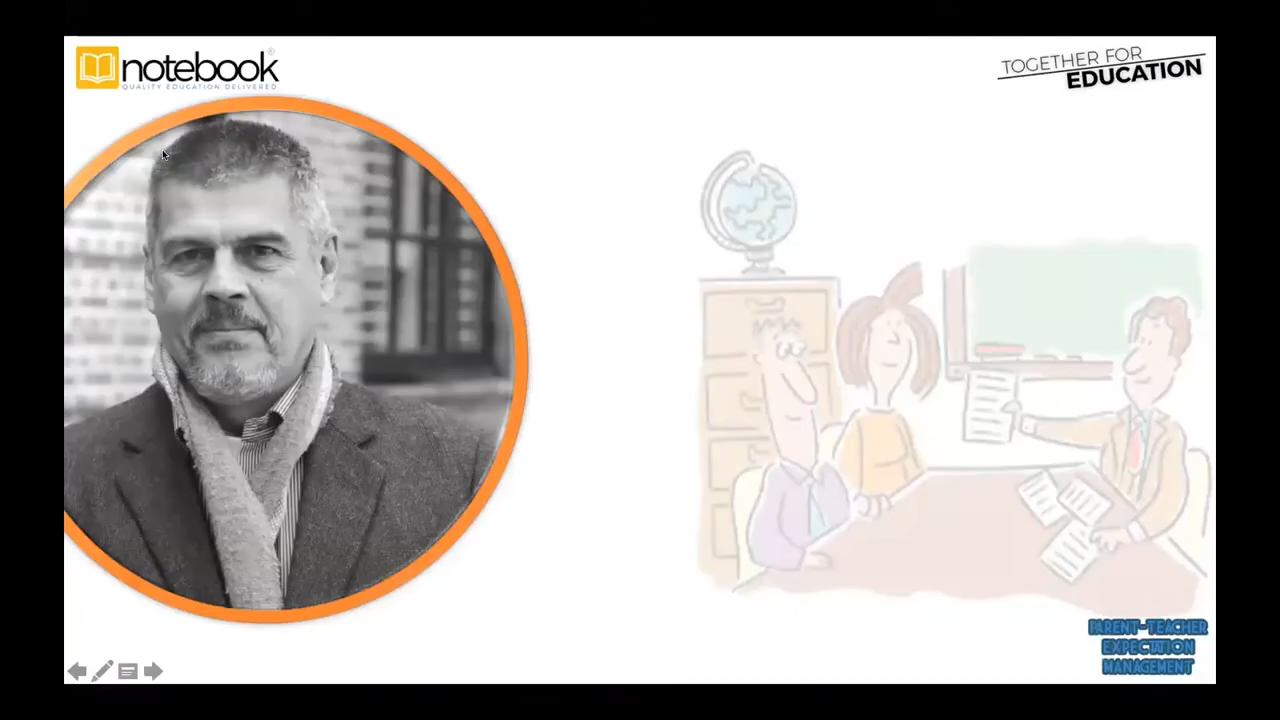 notebook®
QUALITY EDUCATION DELIVERED
TOGETHER FOR
EDUCATION
PARENT-TEACHER
EXPECTATION
MANAGEMENT